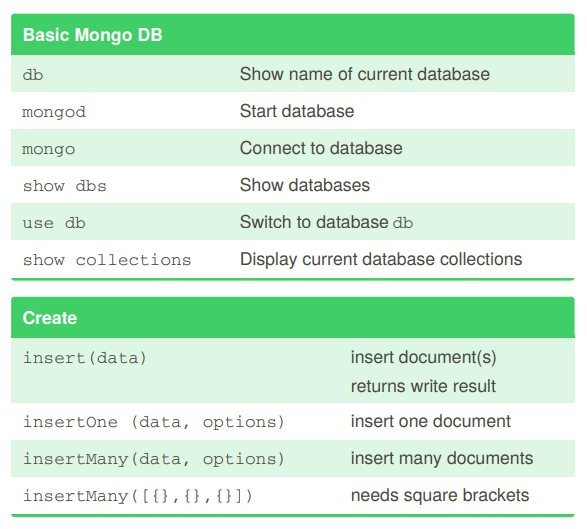 Basic Mongo DB
db Show name of current database
mongod Start database
mongo Connect to database
show dbs Show databases
use db Switch to database db
show collections Display current database collections
Create
insert(data) insert document(s)
returns write result
insertOne (data, options) insert one document
insertMany(data, options) insert many documents
insertMany([{},{},{}]) needs square brackets